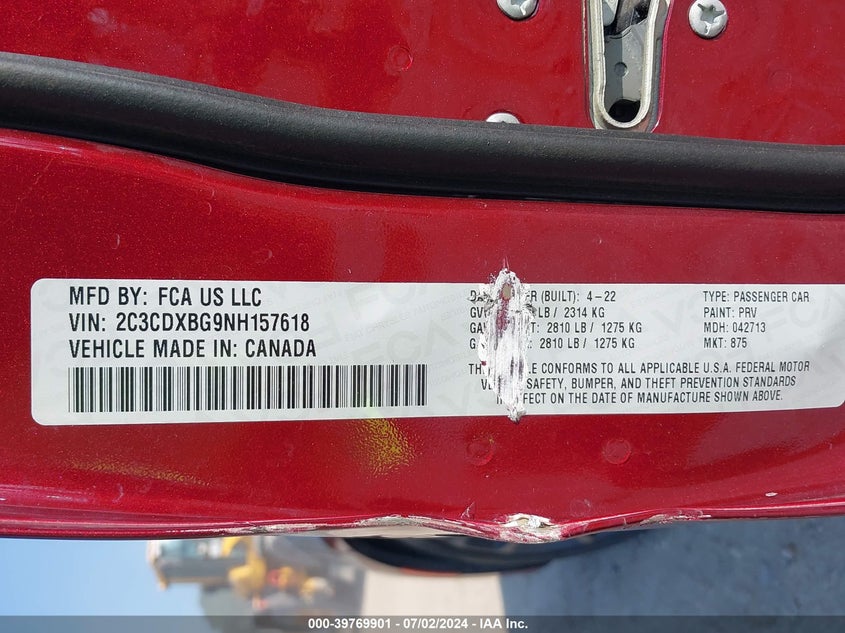 MFD BY: FCA US LLC
VIN: 2C3CDXBG9NH157618
VEHICLE MADE IN: CANADA
ER (BUILT): 4-22
LB / 2314 KG
2810 LB / 1275 KG
2810 LB / 1275 KG
TYPE: PASSENGER CAR
PAINT: PRV
MDH: 042713
MKT: 875
LE CONFORMS TO ALL APPLICABLE U.S.A. FEDERAL MOTOR
SAFETY, BUMPER, AND THEFT PREVENTION STANDARDS
EFFECT ON THE DATE OF MANUFACTURE SHOWN ABOVE.
000-39769901 - 07/02/2024 - IAA Inc.